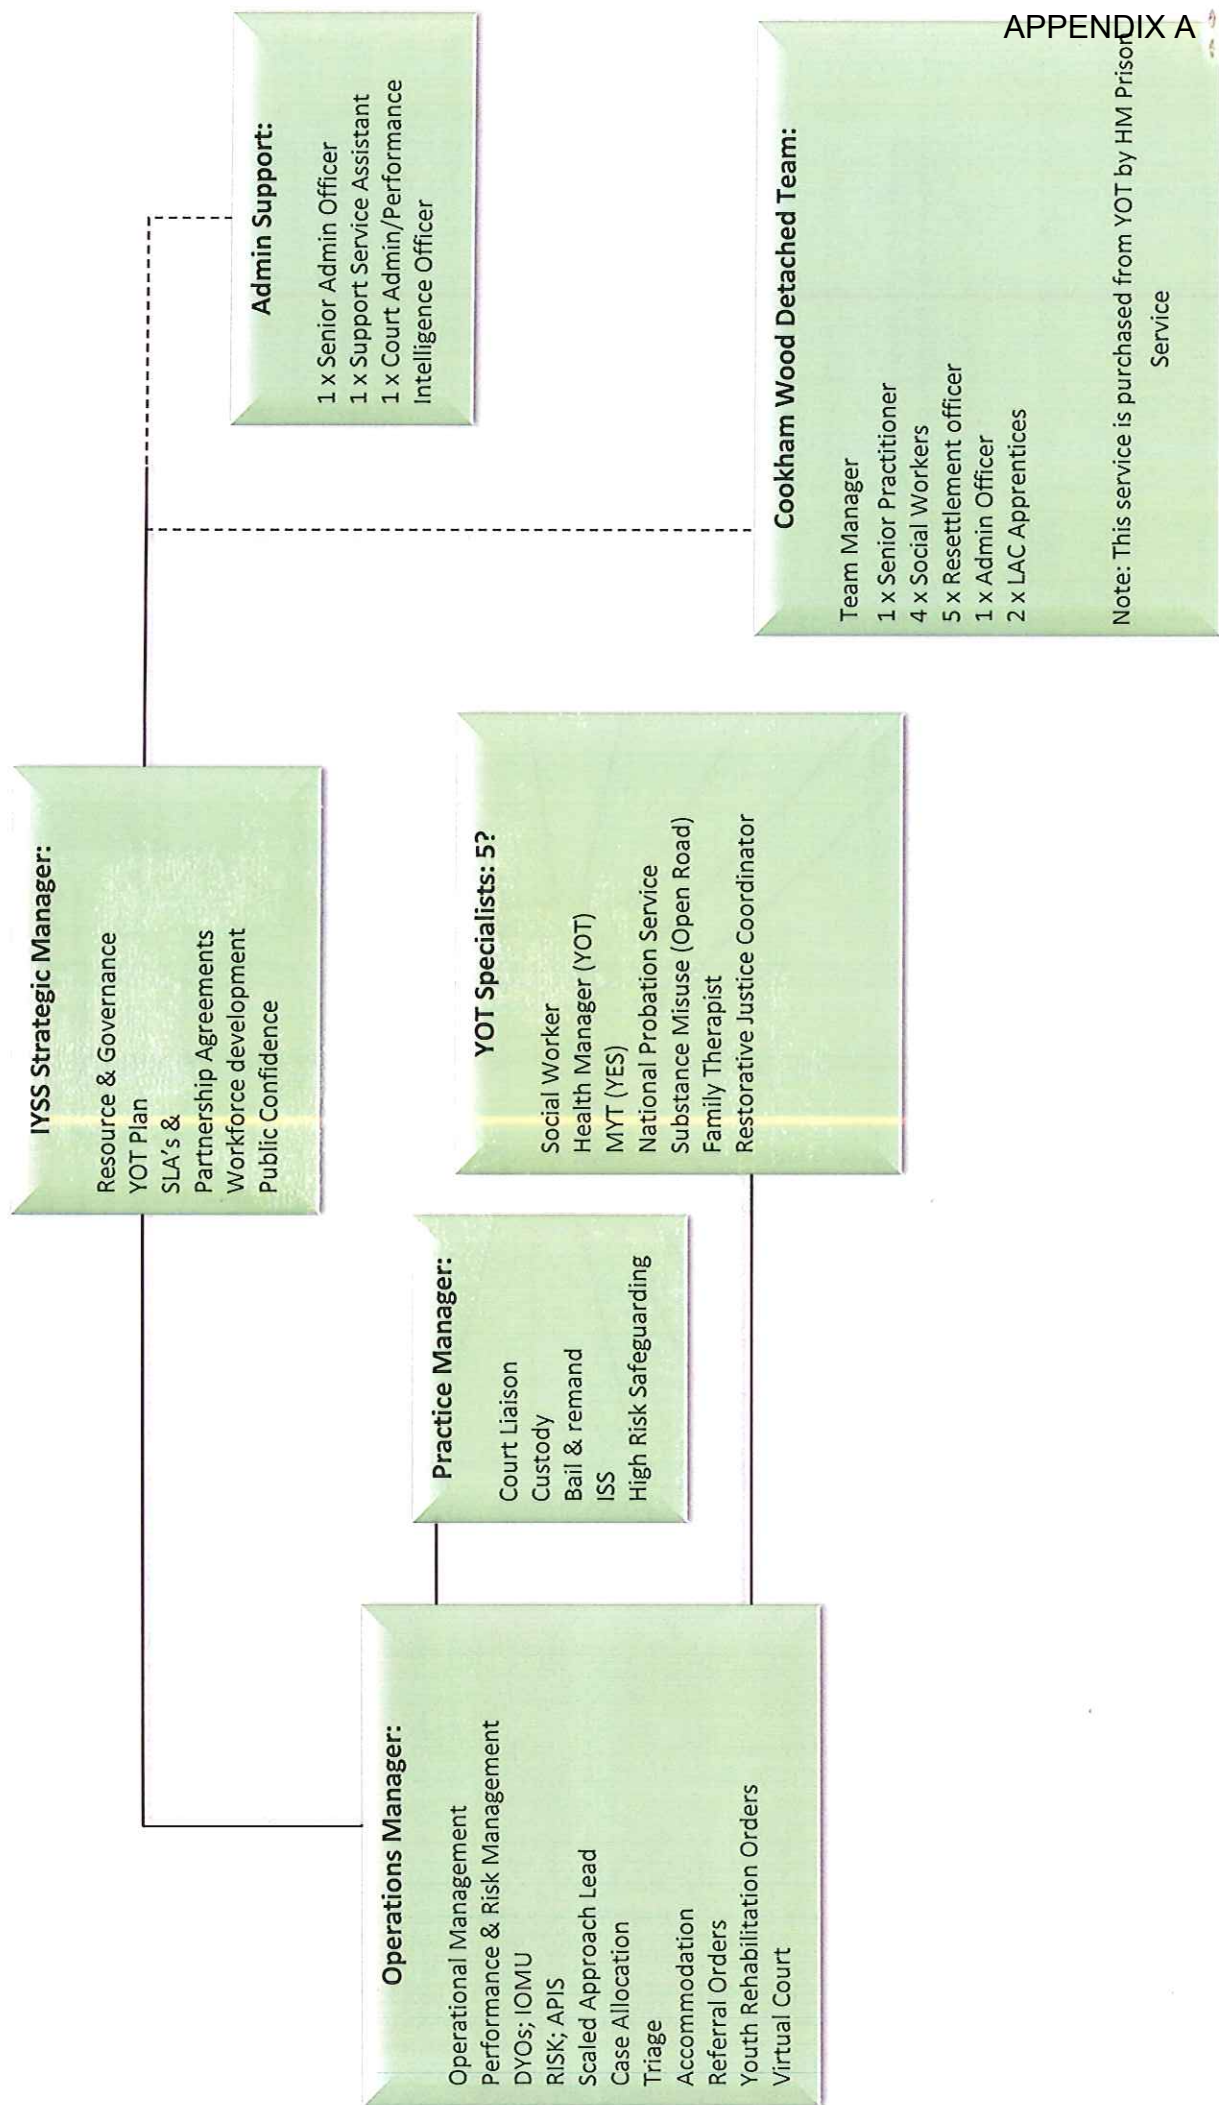 APPENDIX A
IYSS Strategic Manager:
Resource & Governance
YOT Plan
SLA's &
Partnership Agreements
Workforce development
Public Confidence
Admin Support:
1 x Senior Admin Officer
1 x Support Service Assistant
1 x Court Admin/Performance
Intelligence Officer
Operations Manager:
Operational Management
Performance & Risk Management
DYOs; IOMU
RISK; APIS
Scaled Approach Lead
Case Allocation
Triage
Accommodation
Referral Orders
Youth Rehabilitation Orders
Virtual Court
Practice Manager:
Court Liaison
Custody
Bail & remand
ISS
High Risk Safeguarding
YOT Specialists: 5?
Social Worker
Health Manager (YOT)
MYT (YES)
National Probation Service
Substance Misuse (Open Road)
Family Therapist
Restorative Justice Coordinator
Cookham Wood Detached Team:
Team Manager
1 x Senior Practitioner
4 x Social Workers
5 x Resettlement officer
1 x Admin Officer
2 x LAC Apprentices
Note: This service is purchased from YOT by HM Prison
Service